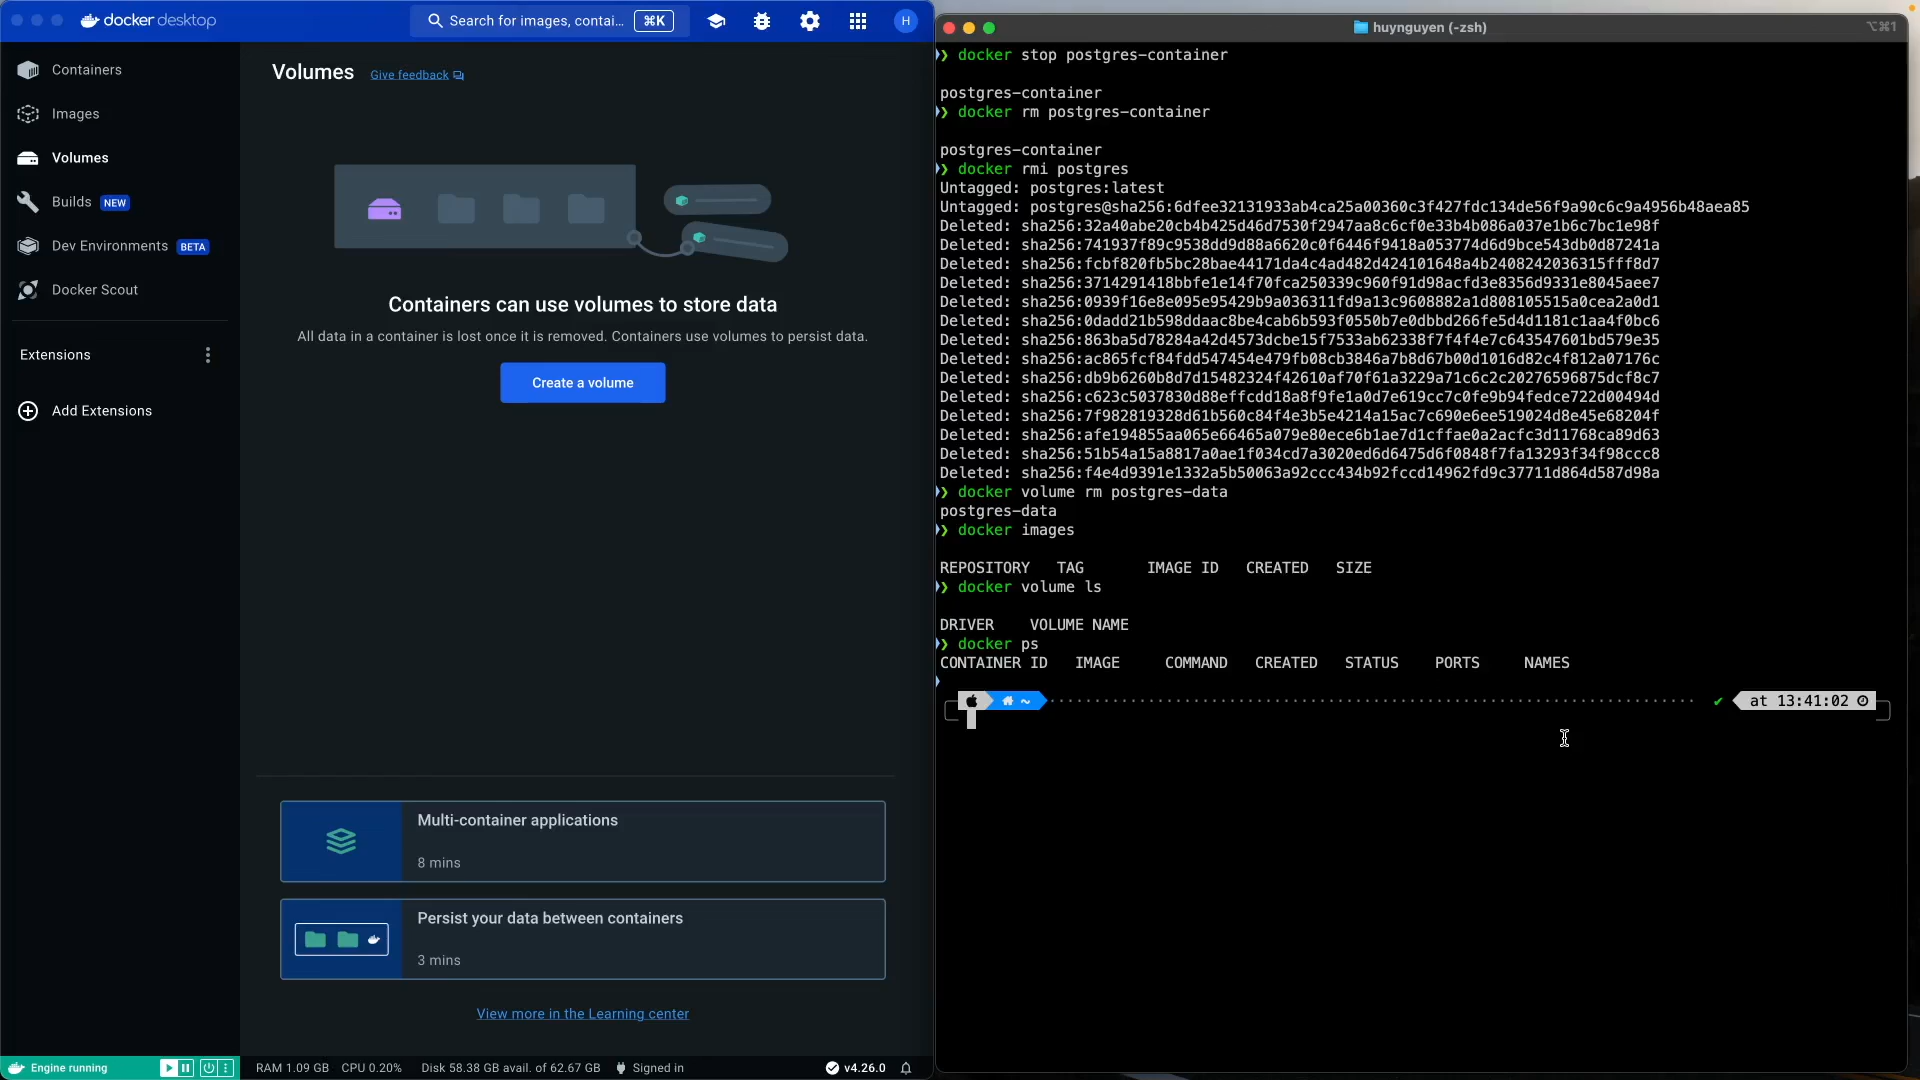 docker desktop
Search for images, contai... ⌘K
H
Containers
Images
Volumes
Builds NEW
Dev Environments BETA
Docker Scout
Extensions
Add Extensions
Volumes Give feedback
Containers can use volumes to store data
All data in a container is lost once it is removed. Containers use volumes to persist data.
Create a volume
Multi-container applications
8 mins
Persist your data between containers
3 mins
View more in the Learning center
Engine running
RAM 1.09 GB CPU 0.20% Disk 58.38 GB avail. of 62.67 GB Signed in
v4.26.0
huynguyen (-zsh)
⌥⌘1
❯ docker stop postgres-container
postgres-container
❯ docker rm postgres-container
postgres-container
❯ docker rmi postgres
Untagged: postgres:latest
Untagged: postgres@sha256:6dfee32131933ab4ca25a00360c3f427fdc134de56f9a90c6c9a4956b48aea85
Deleted: sha256:32a40abe20cb4b425d46d7530f2947aa8c6cf0e33b4b086a037e1b6c7bc1e98f
Deleted: sha256:741937f89c9538dd9d88a6620c0f6446f9418a053774d6d9bce543db0d87241a
Deleted: sha256:fcbf820fb5bc28bae44171da4c4ad482d424101648a4b2408242036315fff8d7
Deleted: sha256:3714291418bbfe1e14f70fca250339c960f91d98acfd3e8356d9331e8045aee7
Deleted: sha256:0939f16e8e095e95429b9a036311fd9a13c9608882a1d808105515a0cea2a0d1
Deleted: sha256:0dadd21b598ddaac8be4cab6b593f0550b7e0dbbd266fe5d4d1181c1aa4f0bc6
Deleted: sha256:863ba5d78284a42d4573dcbe15f7533ab62338f7f4f4e7c643547601bd579e35
Deleted: sha256:ac865fcf84fdd547454e479fb08cb3846a7b8d67b00d1016d82c4f812a07176c
Deleted: sha256:db9b6260b8d7d15482324f42610af70f61a3229a71c6c2c20276596875dcf8c7
Deleted: sha256:c623c5037830d88effcdd18a8f9fe1a0d7e619cc7c0fe9b94fedce722d00494d
Deleted: sha256:7f982819328d61b560c84f4e3b5e4214a15ac7c690e6ee519024d8e45e68204f
Deleted: sha256:afe194855aa065e66465a079e80ece6b1ae7d1cffae0a2acfc3d11768ca89d63
Deleted: sha256:51b54a15a8817a0ae1f034cd7a3020ed6d6475d6f0848f7fa13293f34f98ccc8
Deleted: sha256:f4e4d9391e1332a5b50063a92ccc434b92fccd14962fd9c37711d864d587d98a
❯ docker volume rm postgres-data
postgres-data
❯ docker images
REPOSITORY TAG IMAGE ID CREATED SIZE
❯ docker volume ls
DRIVER VOLUME NAME
❯ docker ps
CONTAINER ID IMAGE COMMAND CREATED STATUS PORTS NAMES
~ ✔ at 13:41:02